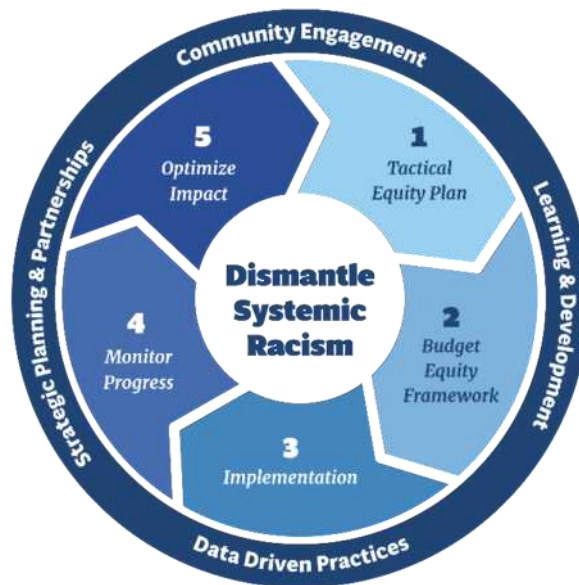 Community Engagement
Learning & Development
Data Driven Practices
Strategic Planning & Partnerships
1
Tactical
Equity Plan
2
Budget
Equity
Framework
3
Implementation
4
Monitor
Progress
5
Optimize
Impact
Dismantle
Systemic
Racism